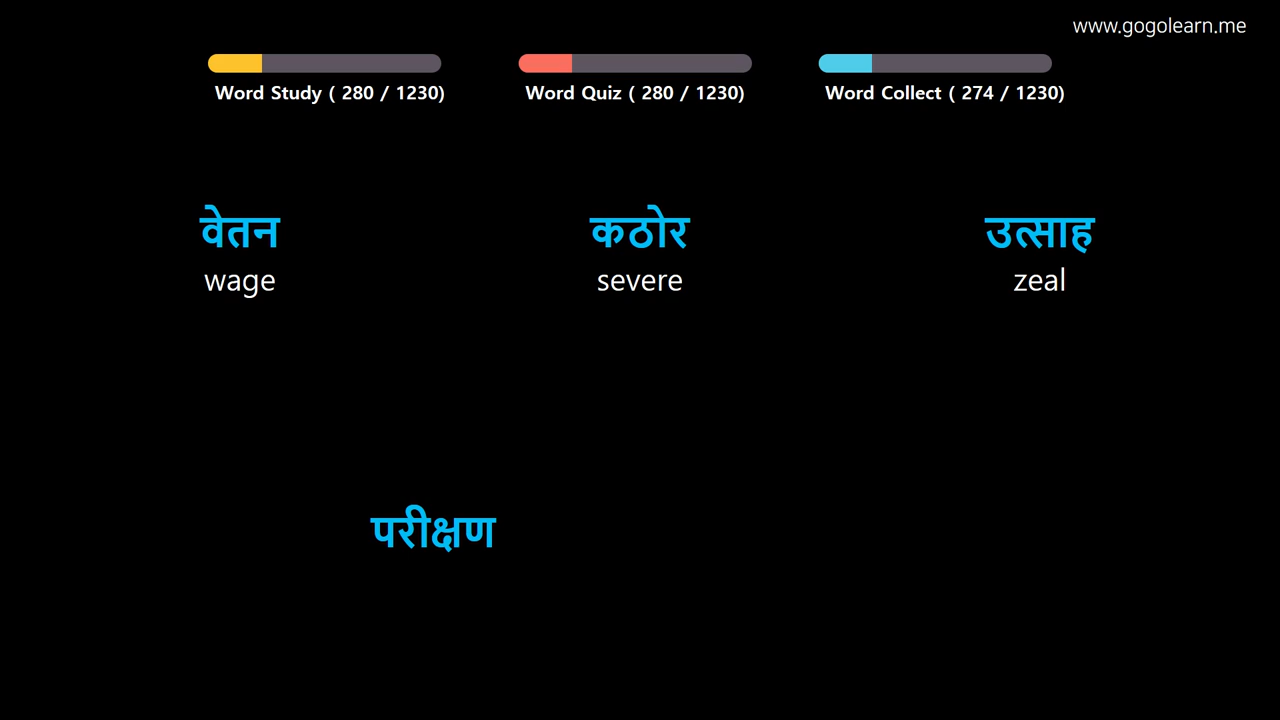 www.gogolearn.me
Word Study ( 280 / 1230)
Word Quiz ( 280 / 1230)
Word Collect ( 274 / 1230)
वेतन
wage
कठोर
severe
उत्साह
zeal
परीक्षण